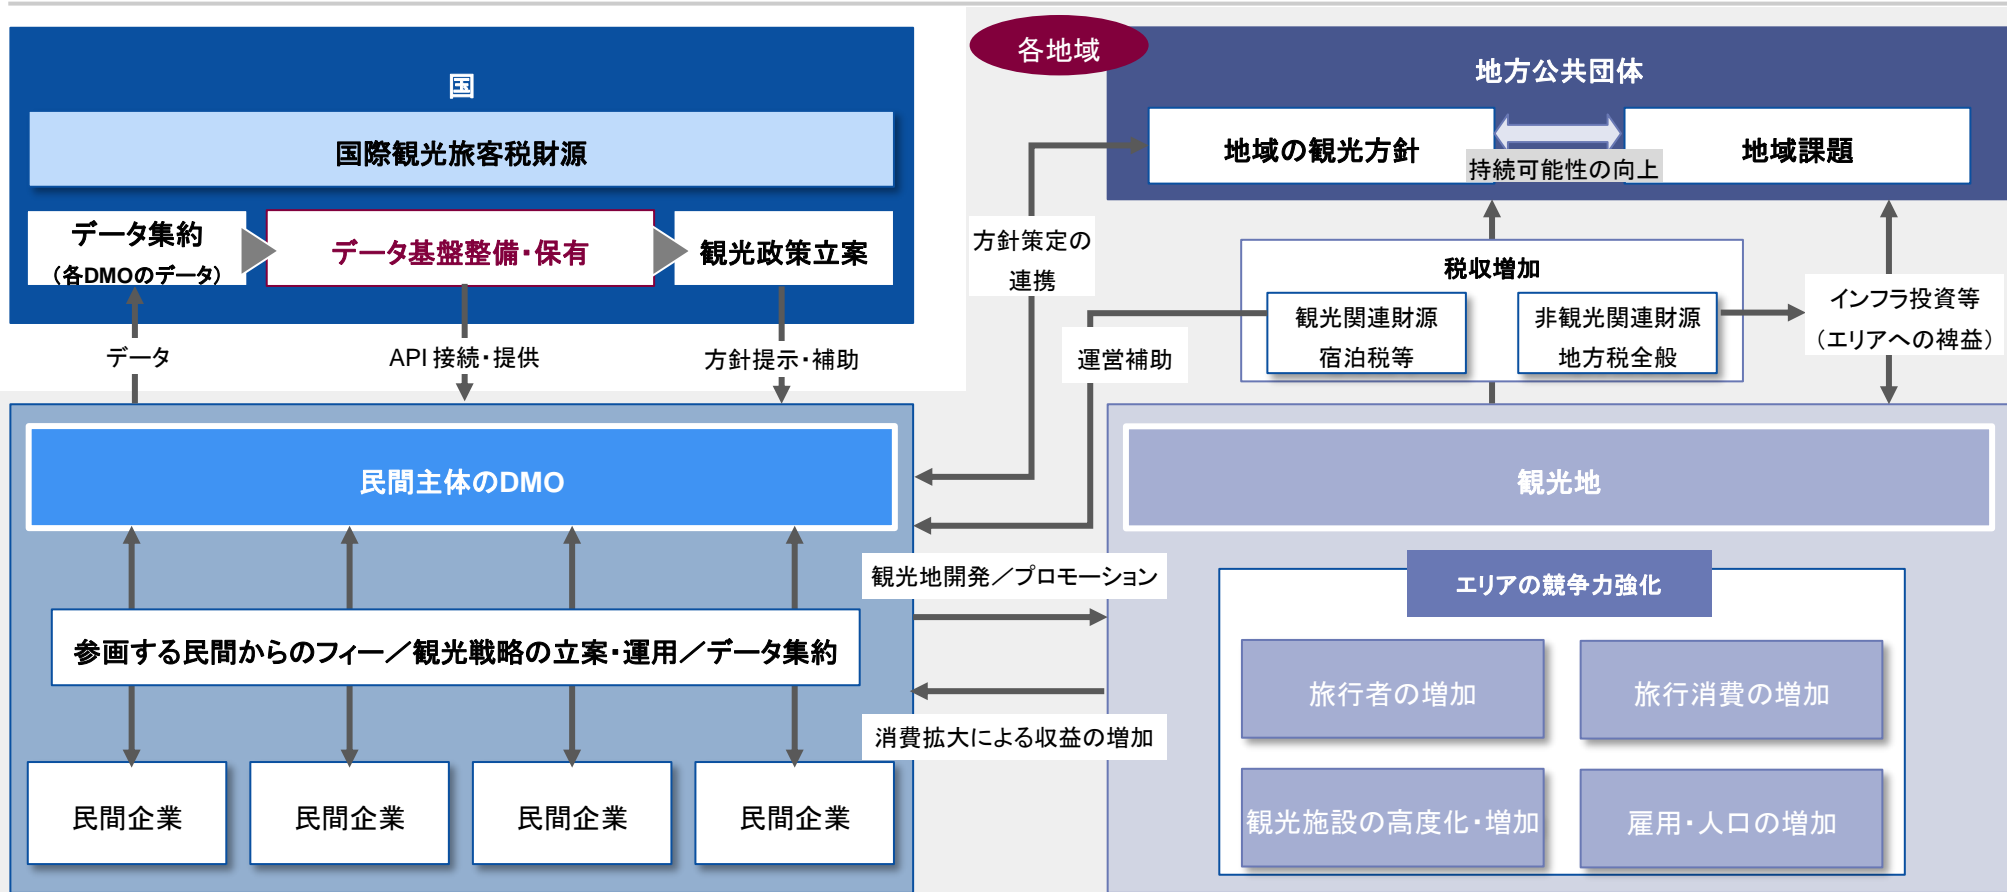 国
国際観光旅客税財源
データ集約
（各DMOのデータ）
データ基盤整備・保有
観光政策立案
データ
API 接続・提供
方針提示・補助
各地域
地方公共団体
地域の観光方針
持続可能性の向上
地域課題
方針策定の
連携
税収増加
観光関連財源
宿泊税等
非観光関連財源
地方税全般
インフラ投資等
（エリアへの裨益）
運営補助
民間主体のDMO
参画する民間からのフィー／観光戦略の立案・運用／データ集約
民間企業
民間企業
民間企業
民間企業
観光地開発／プロモーション
消費拡大による収益の増加
観光地
エリアの競争力強化
旅行者の増加
旅行消費の増加
観光施設の高度化・増加
雇用・人口の増加